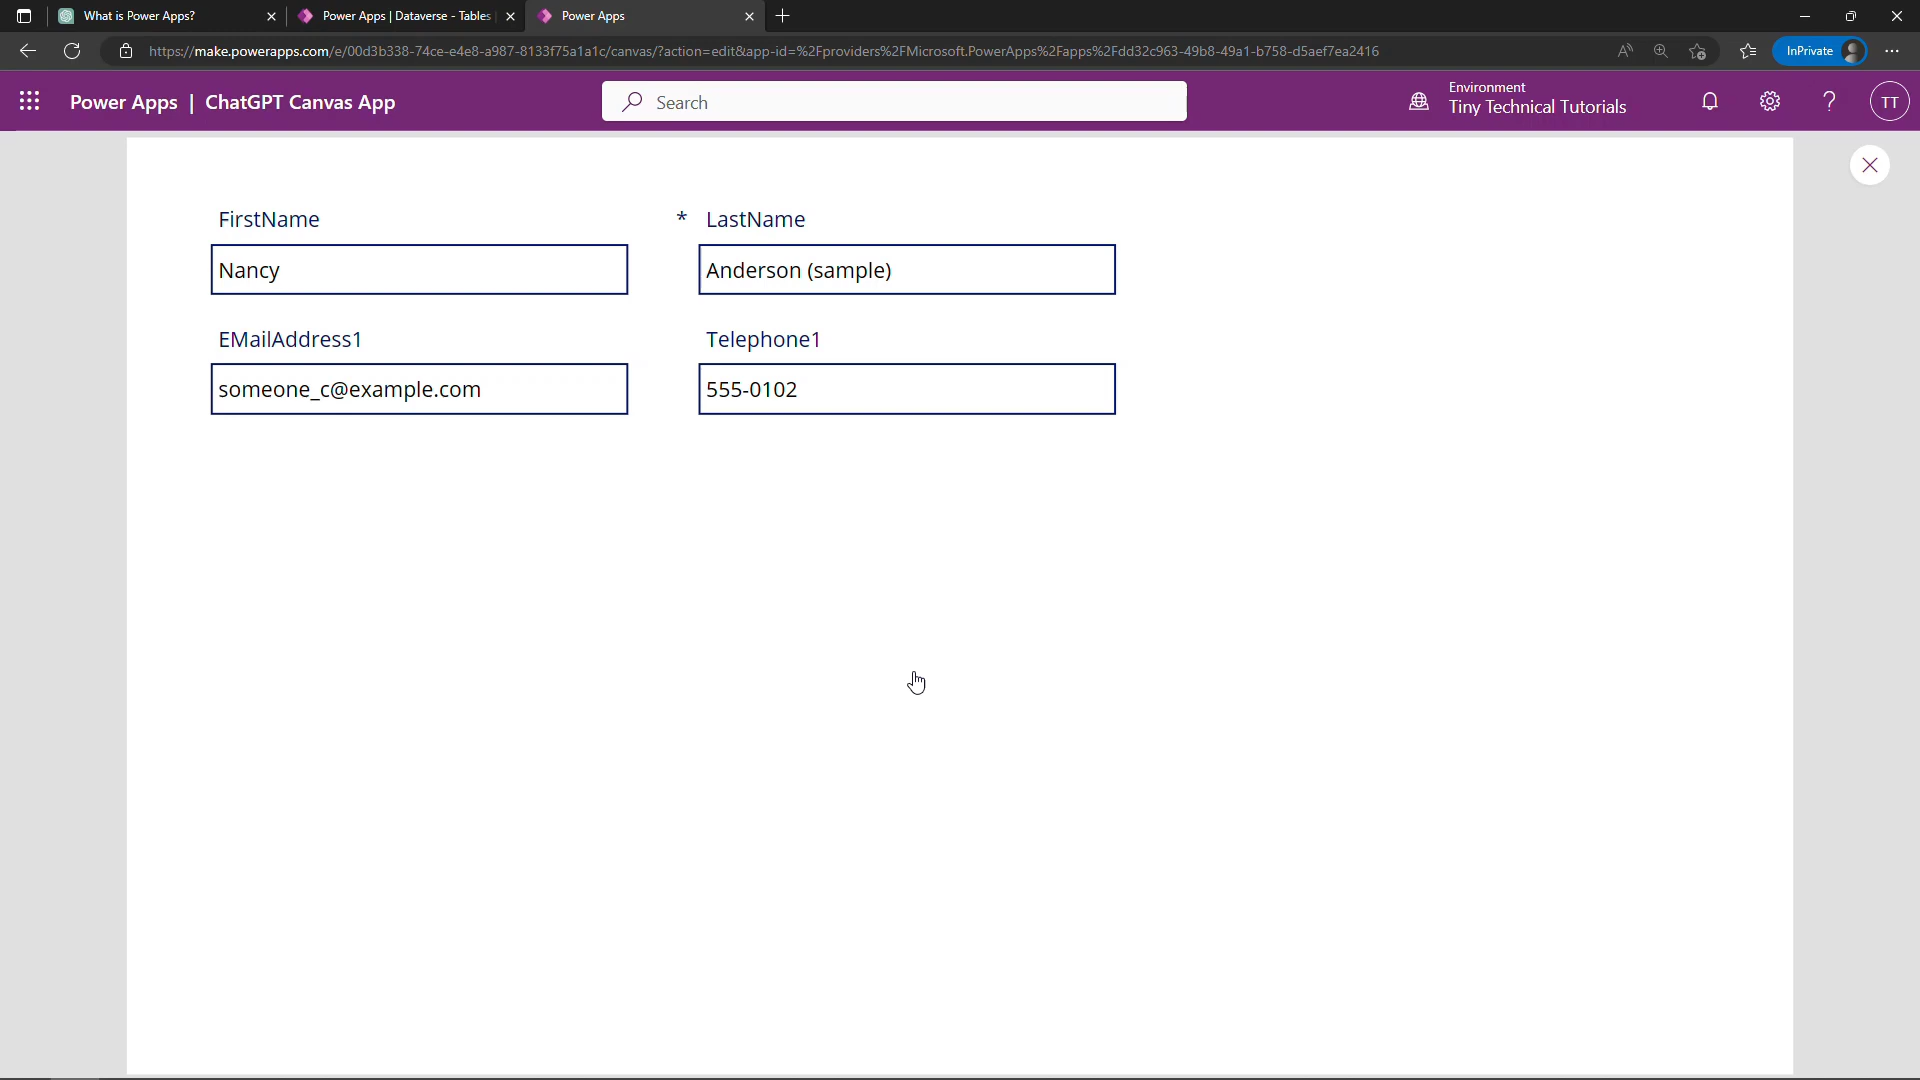 What is Power Apps?
Power Apps | Dataverse - Tables
Power Apps
https://make.powerapps.com/e/00d3b338-74ce-e4e8-a987-8133f75a1a1c/canvas/?action=edit&app-id=%2Fproviders%2FMicrosoft.PowerApps%2Fapps%2Fdd32c963-49b8-49a1-b758-d5aef7ea2416
InPrivate
Power Apps | ChatGPT Canvas App
Search
Environment
Tiny Technical Tutorials
TT
FirstName
* LastName
Nancy
Anderson (sample)
EMailAddress1
Telephone1
someone_c@example.com
555-0102